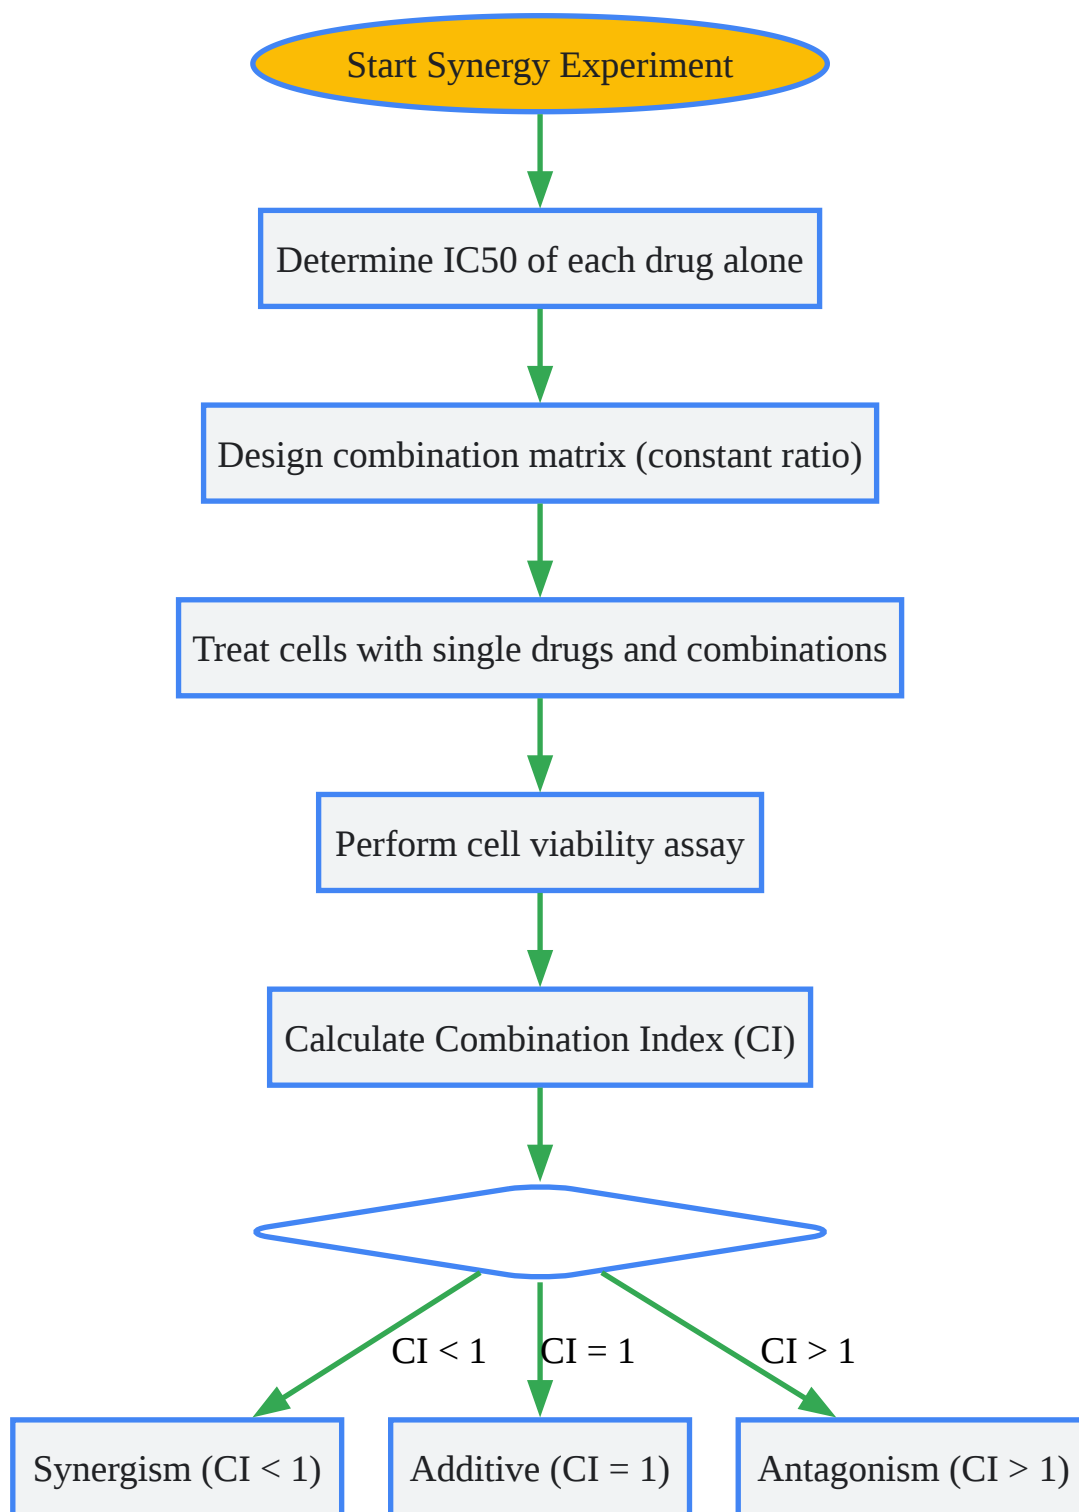 Start Synergy Experiment
Determine IC50 of each drug alone
Design combination matrix (constant ratio)
Treat cells with single drugs and combinations
Perform cell viability assay
Calculate Combination Index (CI)
CI < 1
CI = 1
CI > 1
Synergism (CI < 1)
Additive (CI = 1)
Antagonism (CI > 1)